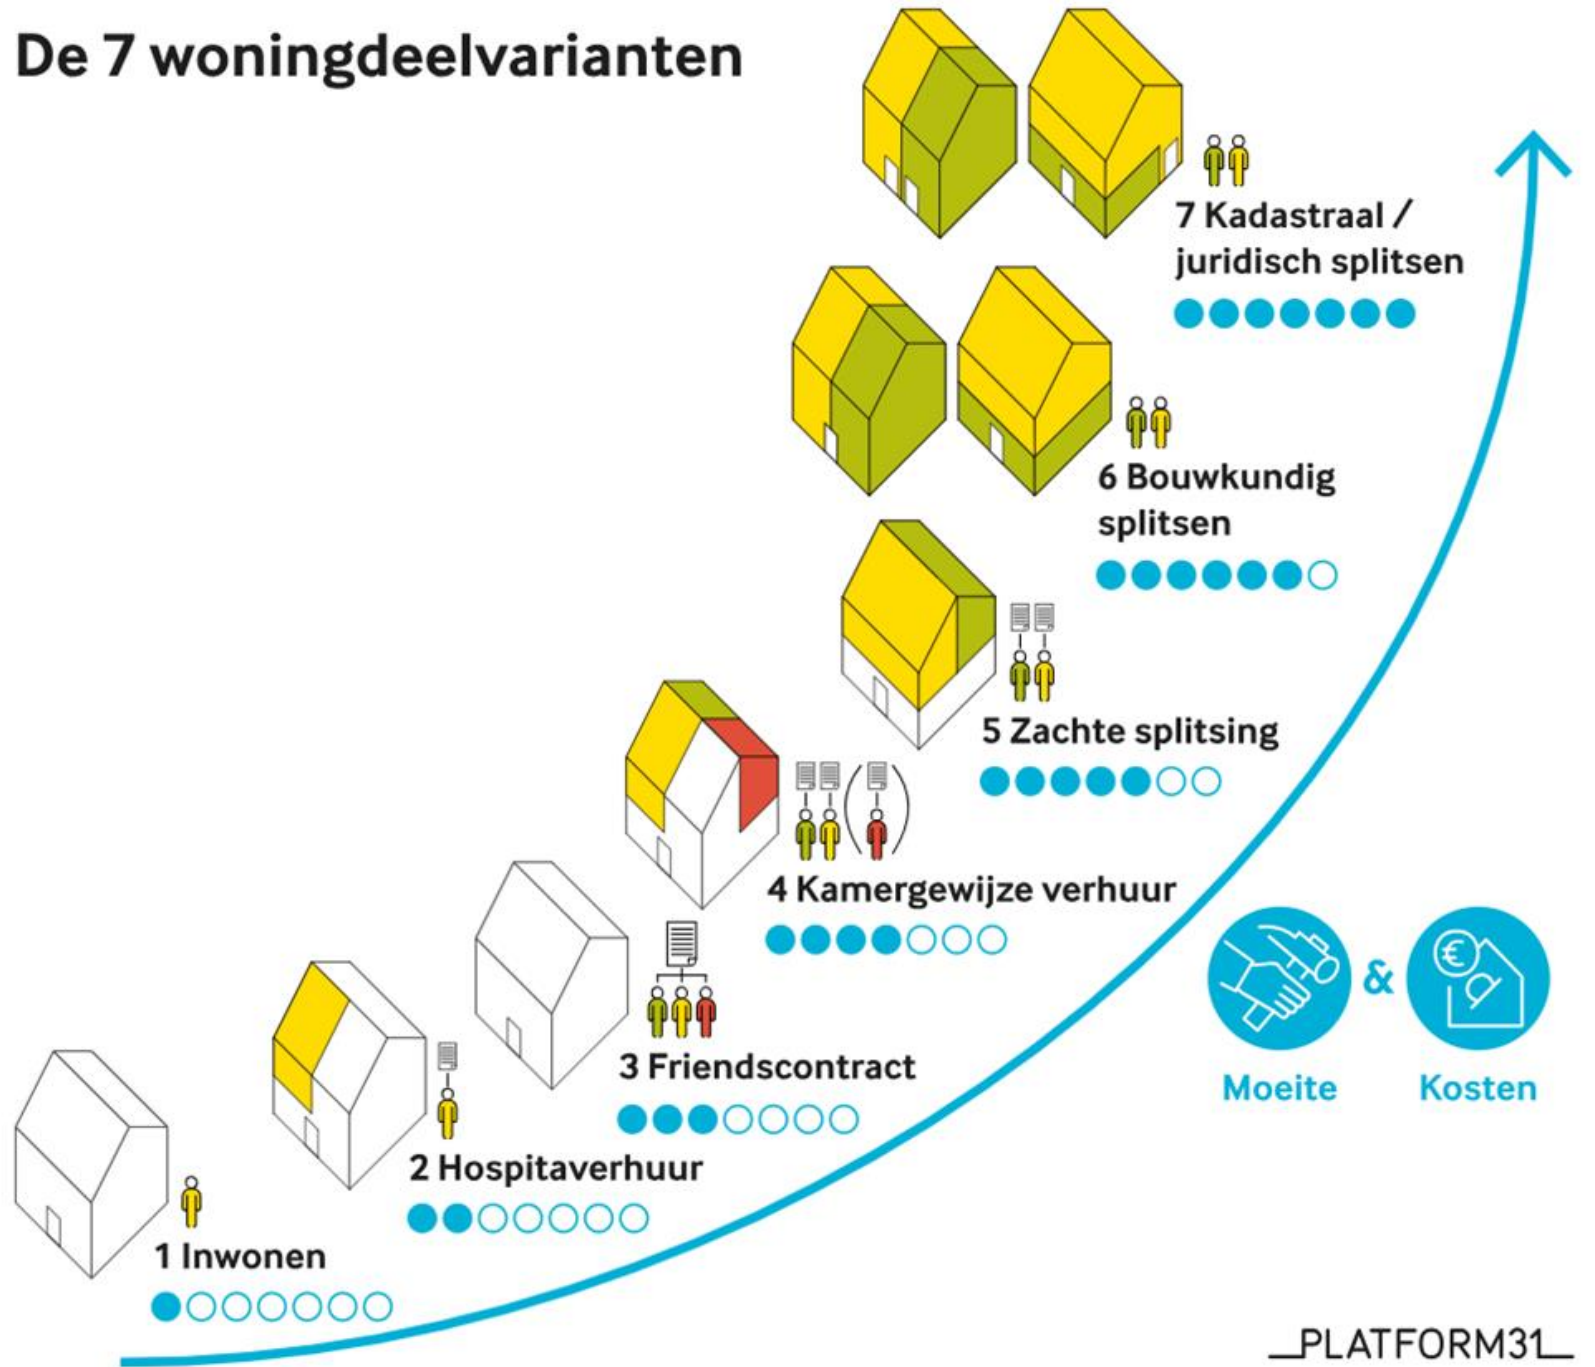 De 7 woningdeelvarianten
7 Kadastraal /
juridisch splitsen
6 Bouwkundig
splitsen
5 Zachte splitsing
4 Kamergewijze verhuur
3 Friendscontract
2 Hospitaverhuur
1 Inwonen
€
&
Moeite
Kosten
PLATFORM31